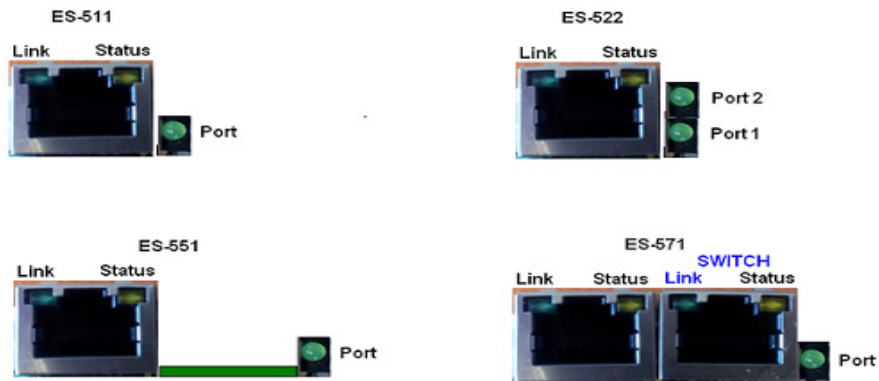 ES-511
Link Status
Port
ES-522
Link Status
Port 2
Port 1
ES-551
Link Status
Port
ES-571
SWITCH
Link Status Link Status
Port